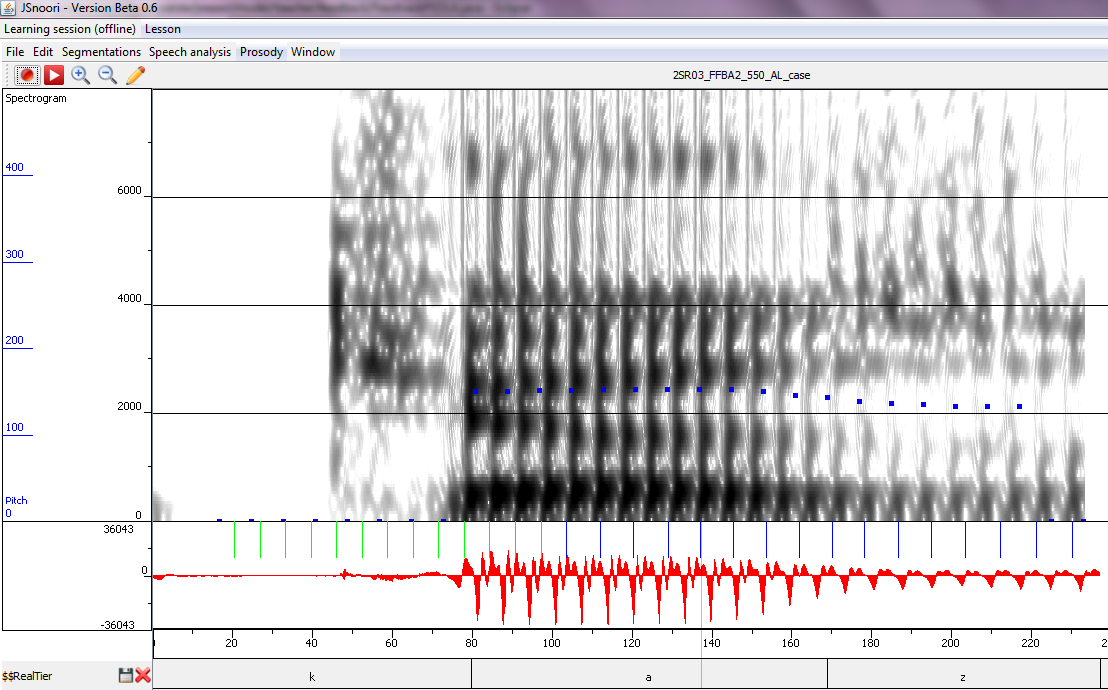 JSnoori - Version Beta 0.6
Learning session (offline) Lesson
File Edit Segmentations Speech analysis Prosody Window
2SR03_FFBA2_550_AL_case
Spectrogram
400
6000
300
4000
200
2000
100
Pitch
0
0
36043
0
-36043
20 40 60 80 100 120 140 160 180 200 220 2
$$RealTier
k a z